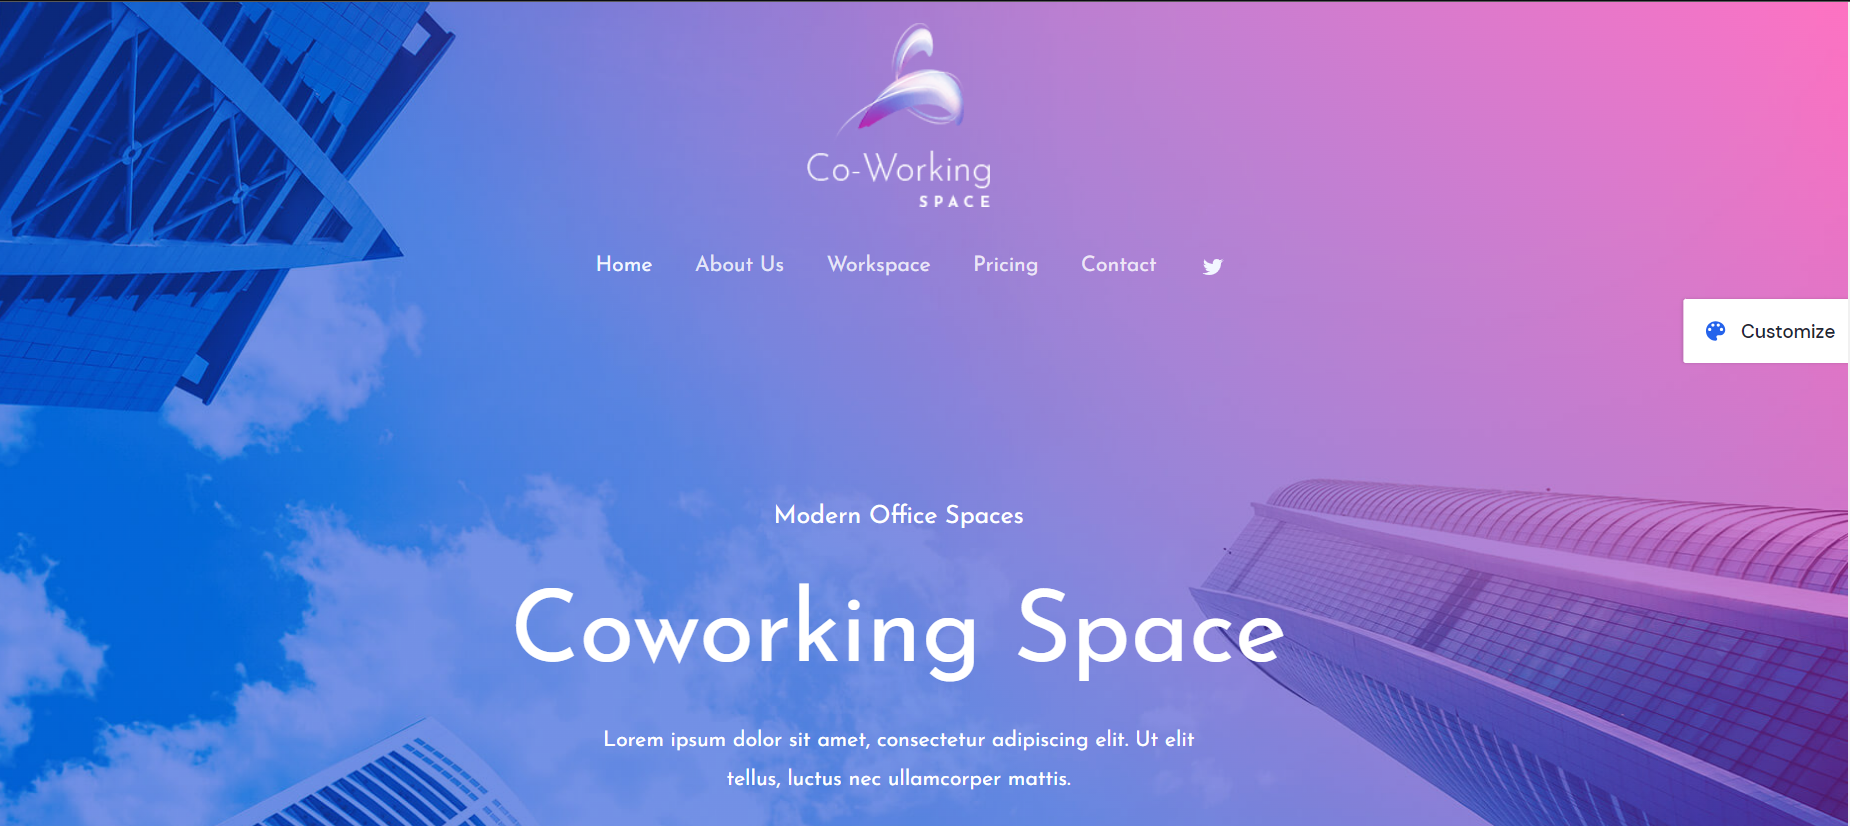 Co-Working
SPACE
Home About Us Workspace Pricing Contact
Customize
Modern Office Spaces
Coworking Space
Lorem ipsum dolor sit amet, consectetur adipiscing elit. Ut elit
tellus, luctus nec ullamcorper mattis.